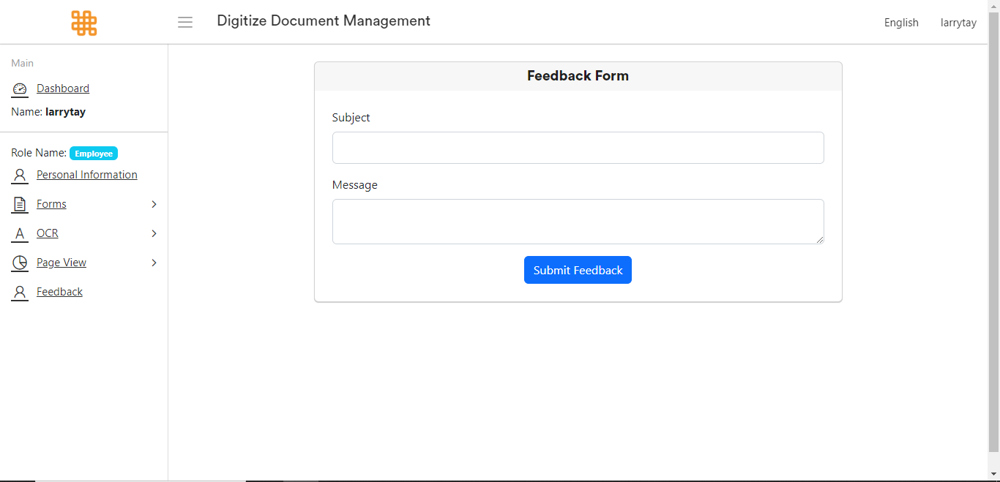 Digitize Document Management
English
larrytay
Main
Dashboard
Name: larrytay
Role Name: Employee
Personal Information
Forms
OCR
Page View
Feedback
Feedback Form
Subject
Message
Submit Feedback